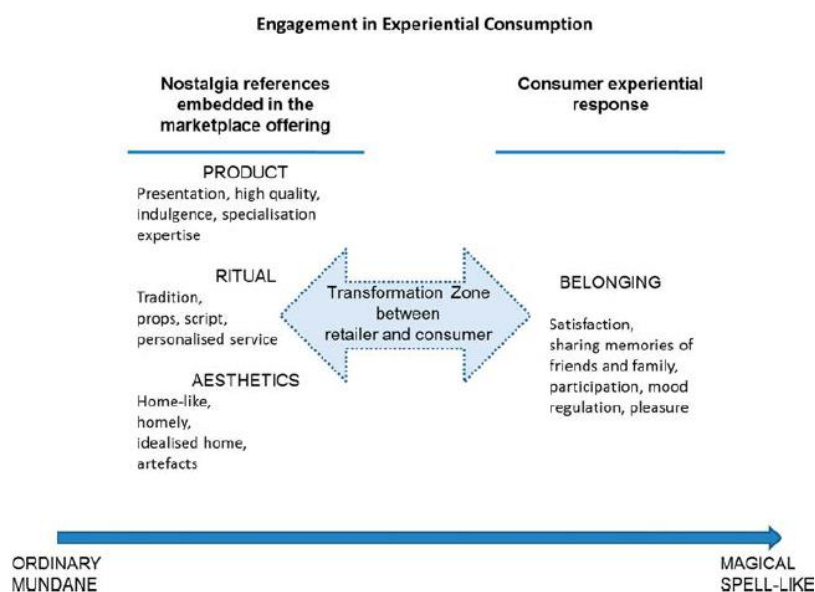 Engagement in Experiential Consumption
Nostalgia references
embedded in the
marketplace offering
Consumer experiential
response
PRODUCT
Presentation, high quality,
indulgence, specialisation
expertise
RITUAL
Tradition,
props, script,
personalised service
AESTHETICS
Home-like,
homely,
idealised home,
artefacts
Transformation Zone
between
retailer and consumer
BELONGING
Satisfaction,
sharing memories of
friends and family,
participation, mood
regulation, pleasure
ORDINARY
MUNDANE
MAGICAL
SPELL-LIKE